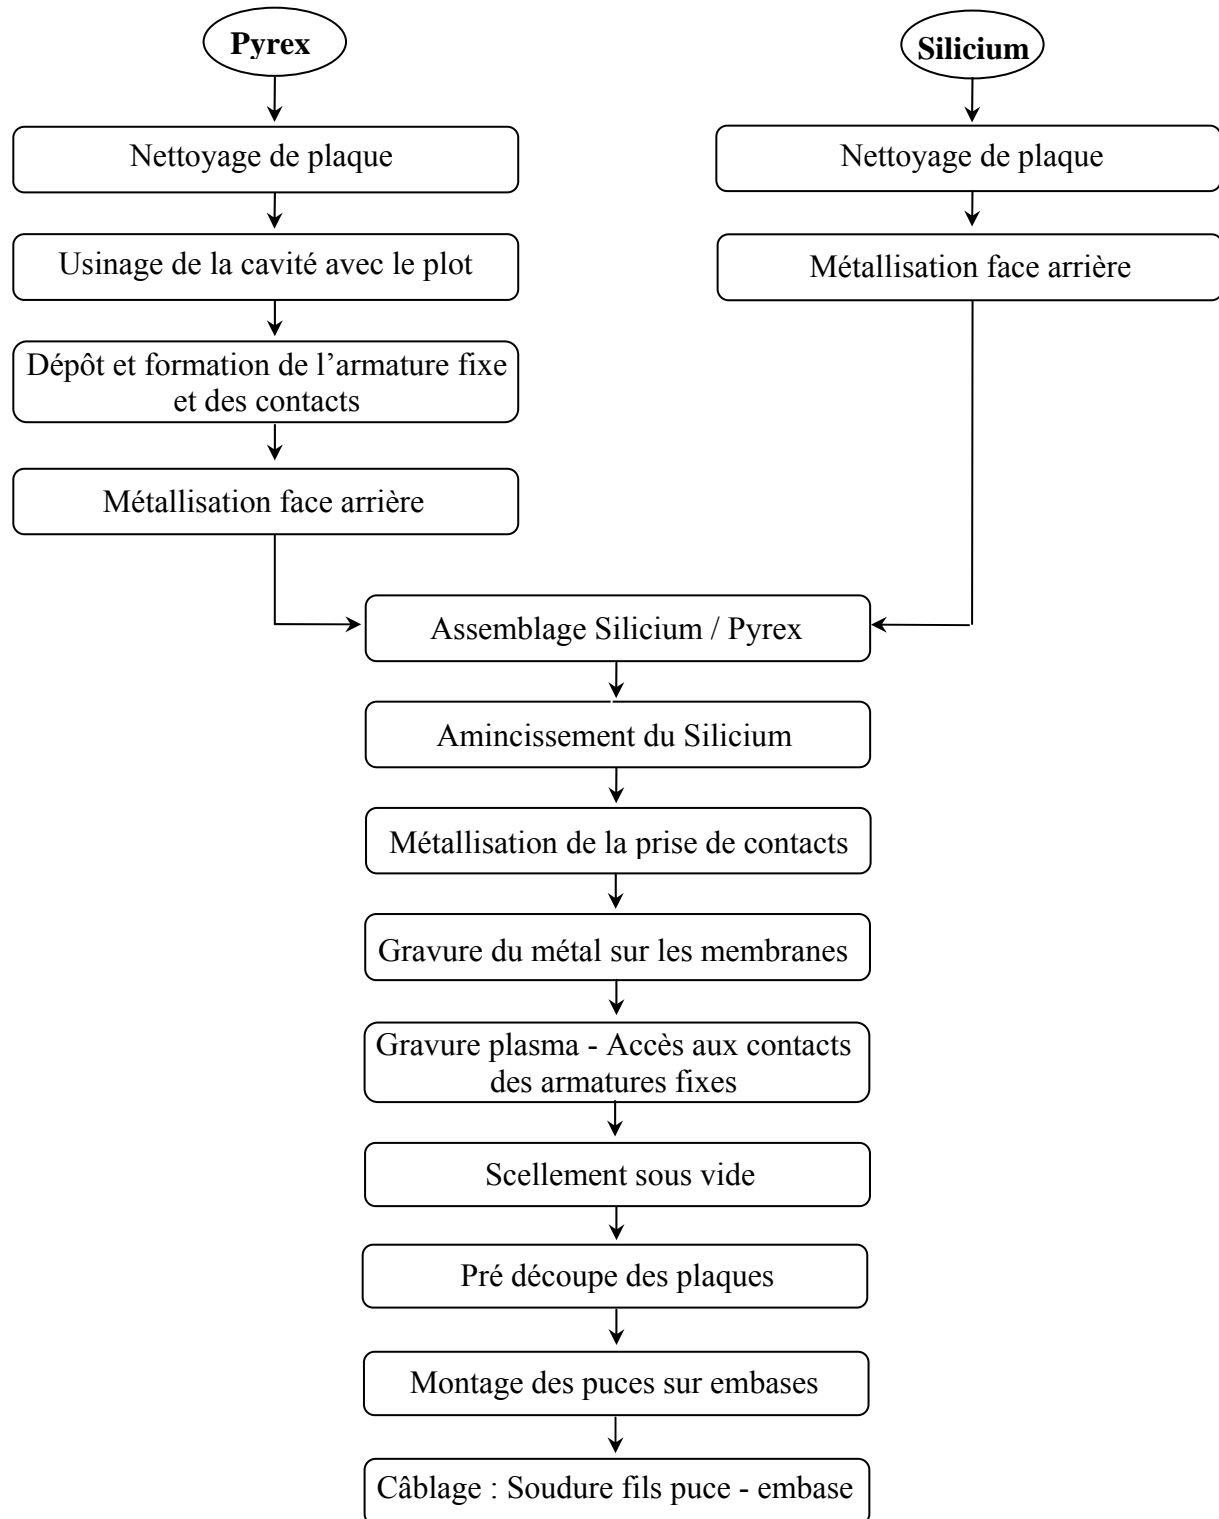 Pyrex
Silicium
Nettoyage de plaque
Nettoyage de plaque
Usinage de la cavité avec le plot
Métallisation face arrière
Dépôt et formation de l’armature fixe
et des contacts
Métallisation face arrière
Assemblage Silicium / Pyrex
Amincissement du Silicium
Métallisation de la prise de contacts
Gravure du métal sur les membranes
Gravure plasma - Accès aux contacts
des armatures fixes
Scellement sous vide
Pré découpe des plaques
Montage des puces sur embases
Câblage : Soudure fils puce - embase